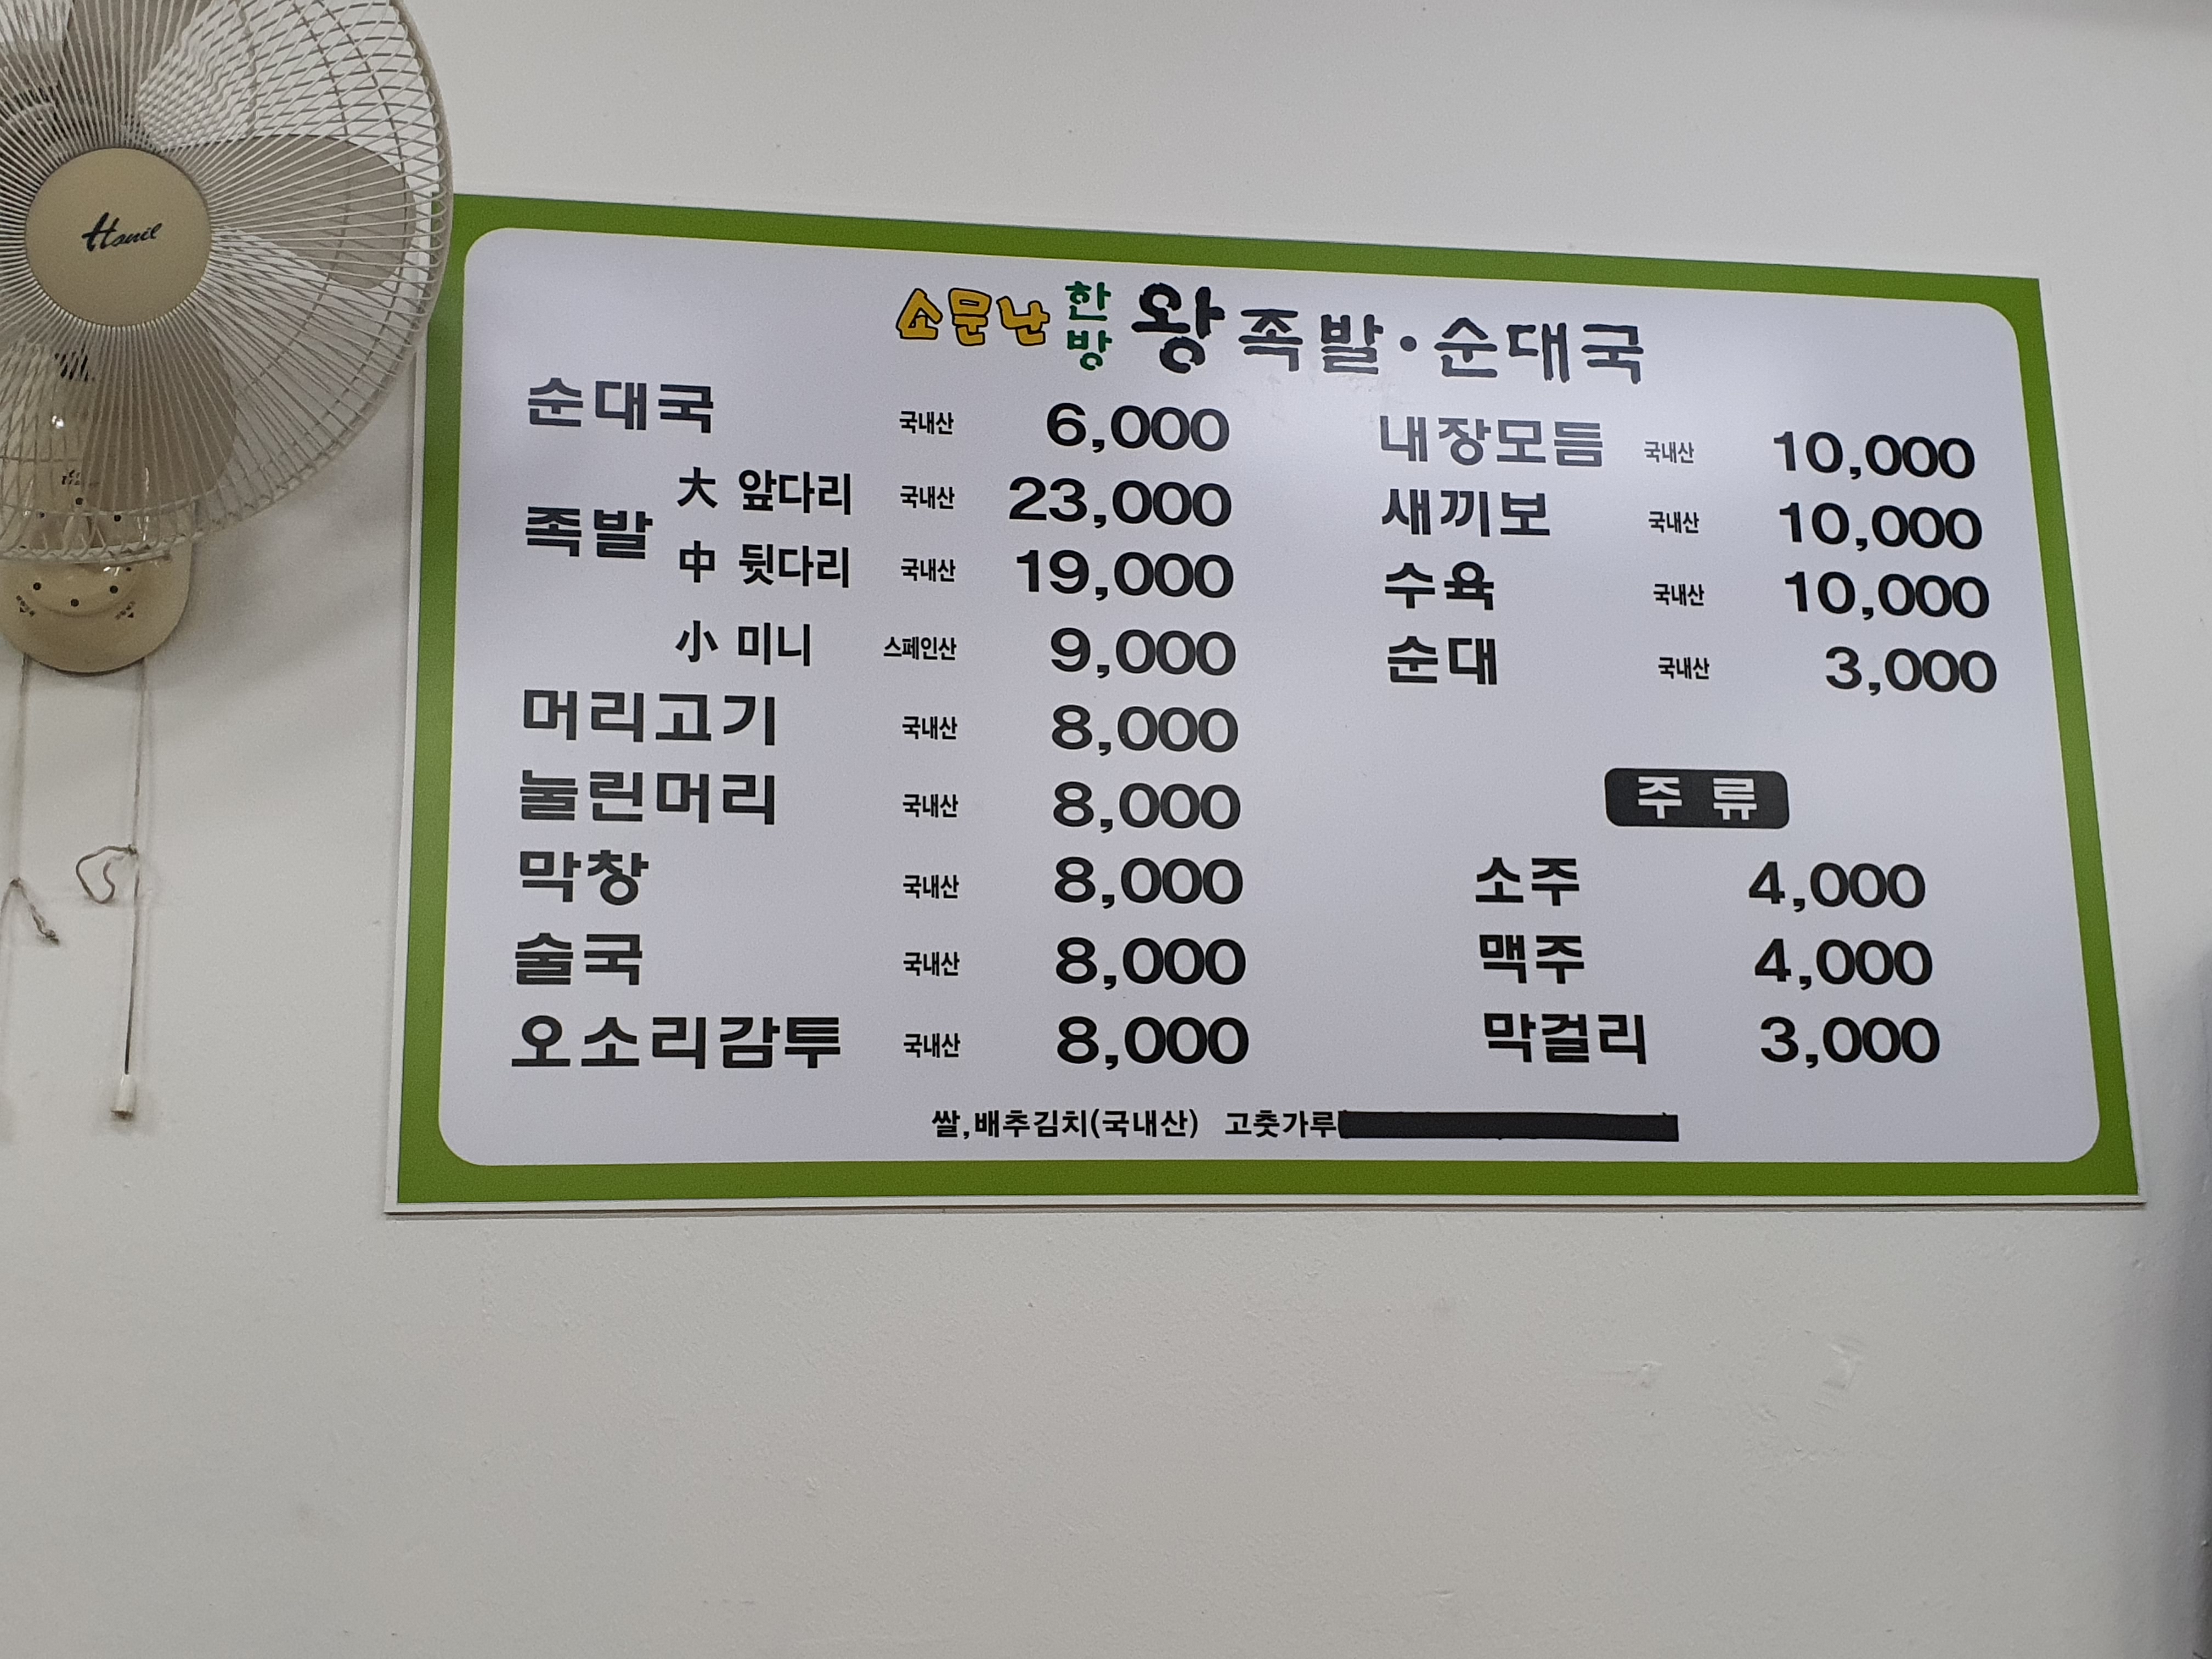 Hanil
소문난 한방 왕족발·순대국
순대국 국내산 6,000
족발 大 앞다리 국내산 23,000
中 뒷다리 국내산 19,000
小 미니 스페인산 9,000
머리고기 국내산 8,000
눌린머리 국내산 8,000
막창 국내산 8,000
술국 국내산 8,000
오소리감투 국내산 8,000
내장모듬 국내산 10,000
새끼보 국내산 10,000
수육 국내산 10,000
순대 국내산 3,000
주류
소주 4,000
맥주 4,000
막걸리 3,000
쌀,배추김치(국내산) 고춧가루